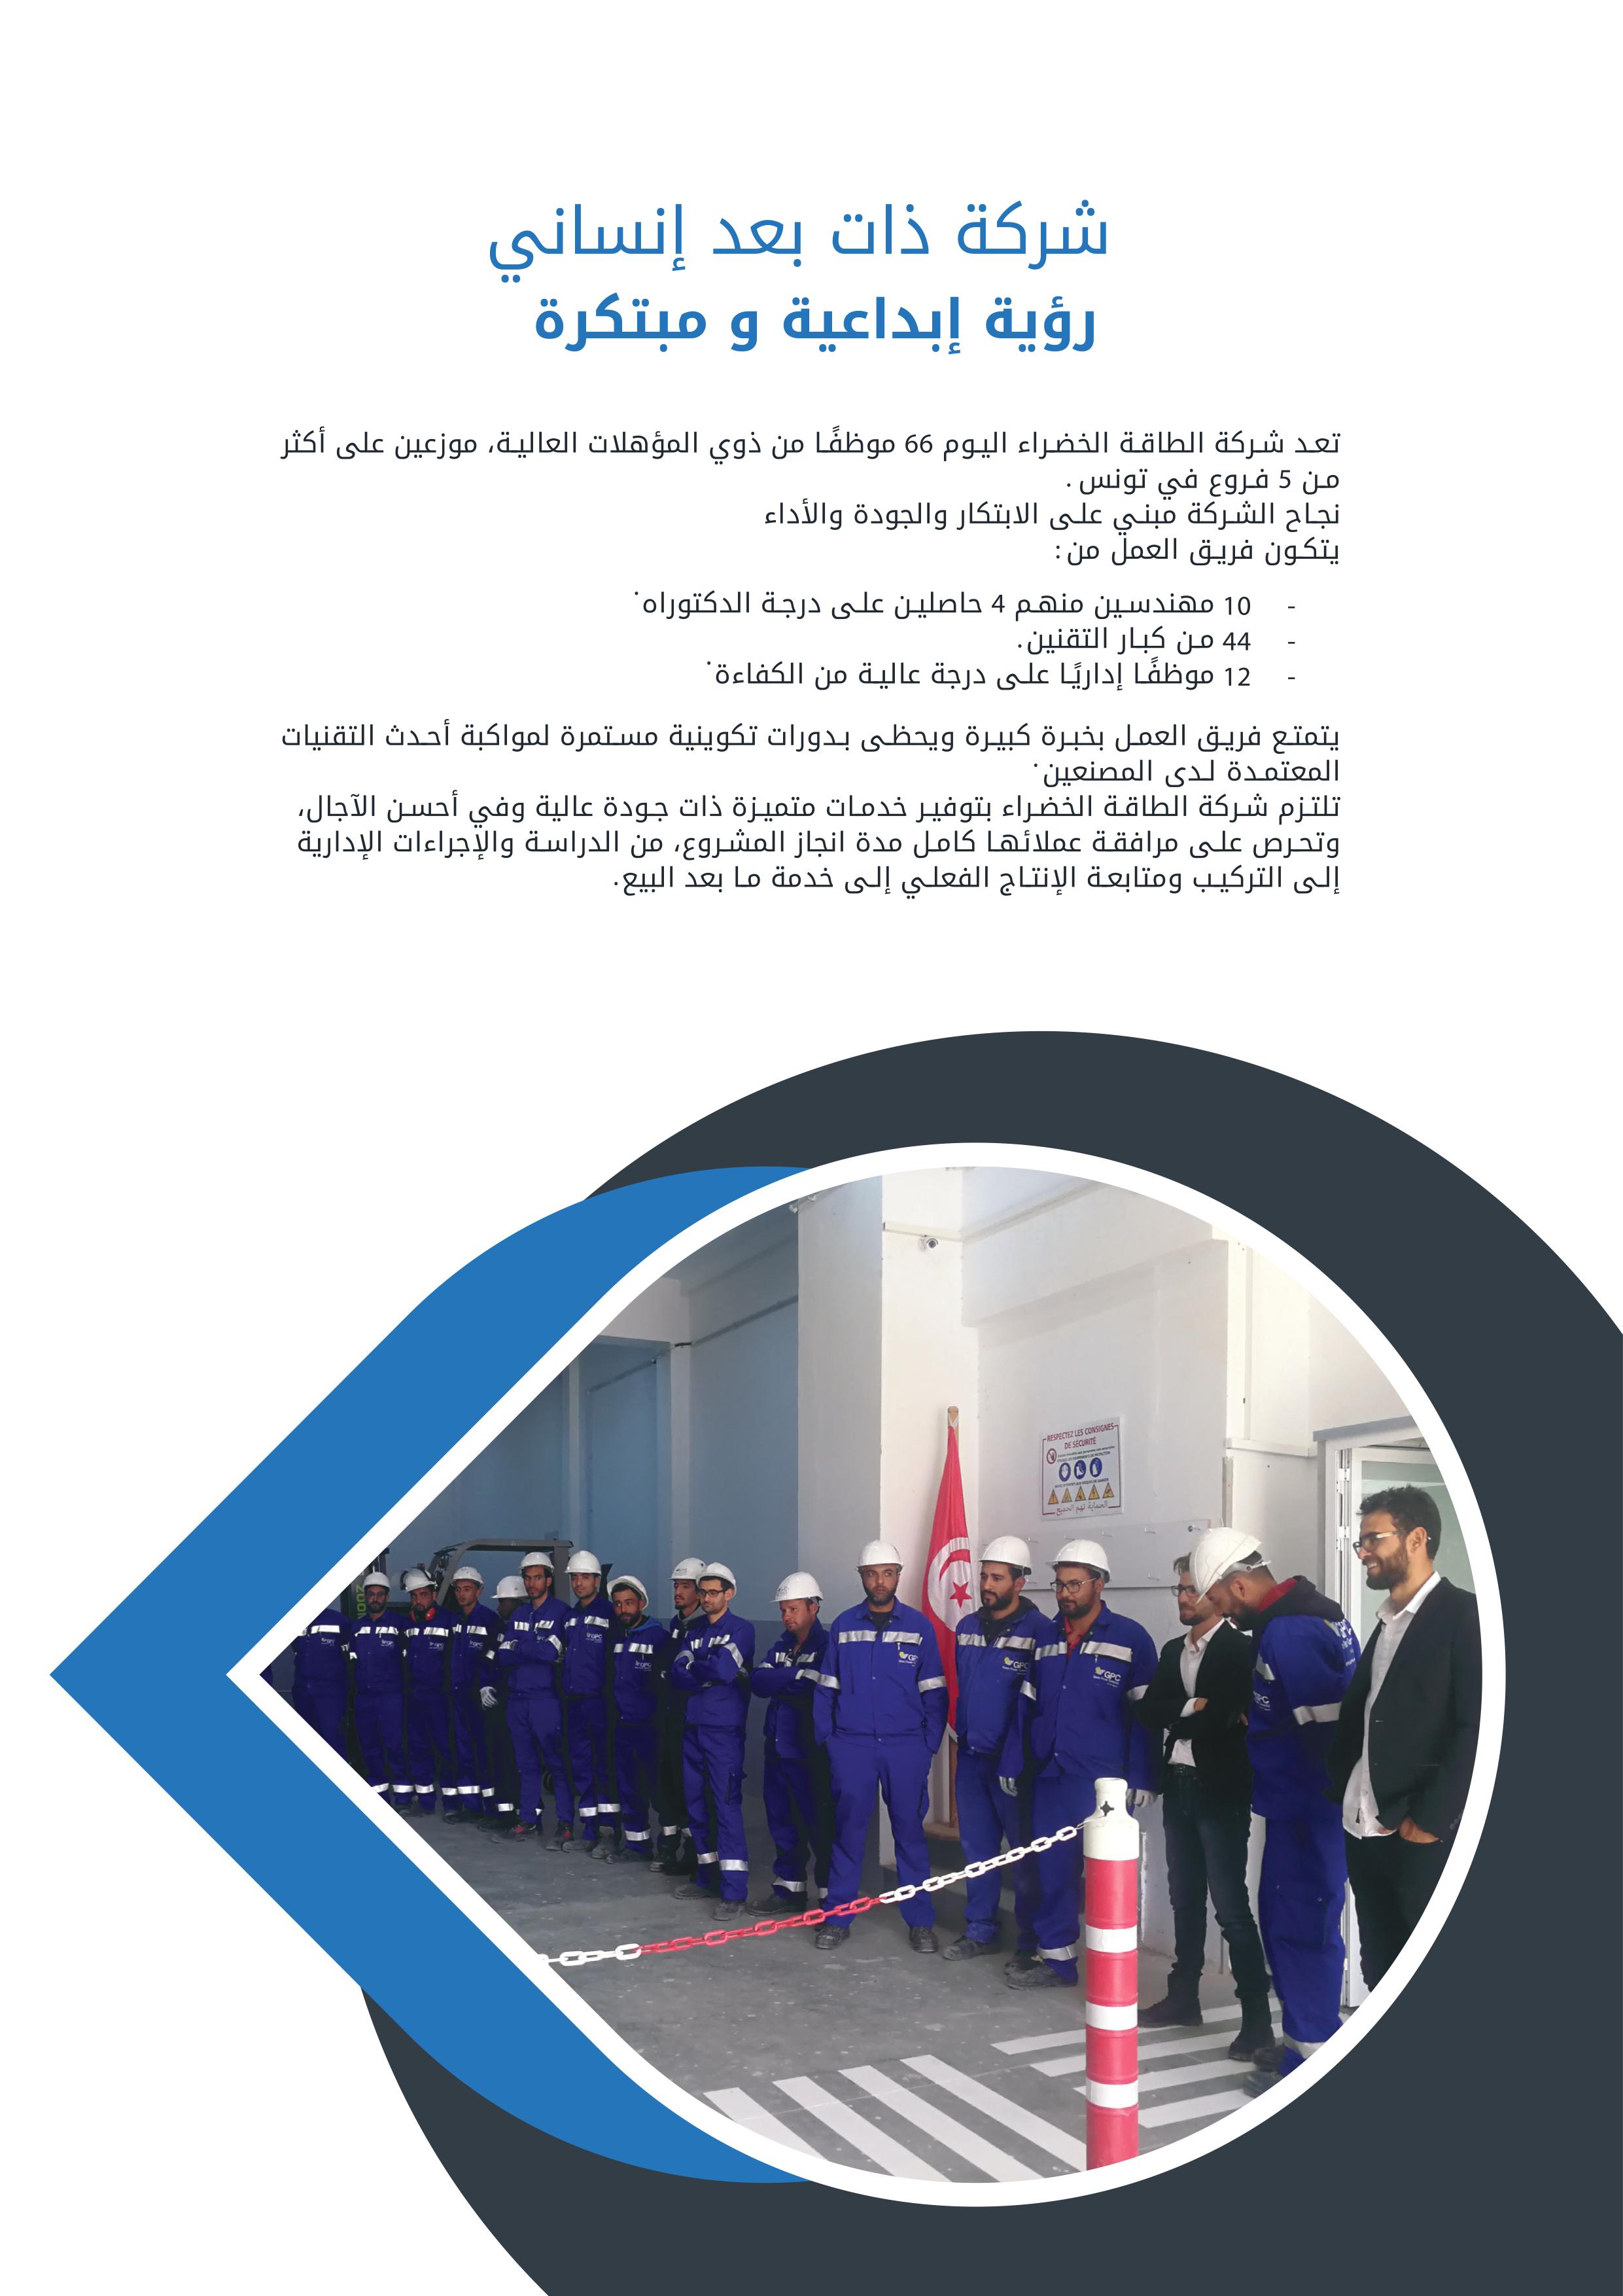 شركة ذات بعد إنساني
رؤية إبداعية و مبتكرة
تعد شركة الطاقة الخضراء اليوم 66 موظفًا من ذوي المؤهلات العالية، موزعين على أكثر
من 5 فروع في تونس.
نجاح الشركة مبني على الابتكار والجودة والأداء
يتكون فريق العمل من:
- 10 مهندسين منهم 4 حاصلين على درجة الدكتوراه.
- 44 من كبار التقنين.
- 12 موظفًا إداريًا على درجة عالية من الكفاءة.
يتمتع فريق العمل بخبرة كبيرة ويحظى بدورات تكوينية مستمرة لمواكبة أحدث التقنيات
المعتمدة لدى المصنعين.
تلتزم شركة الطاقة الخضراء بتوفير خدمات متميزة ذات جودة عالية وفي أحسن الآجال،
وتحرص على مرافقة عملائها كامل مدة انجاز المشروع، من الدراسة والإجراءات الإدارية
إلى التركيب ومتابعة الإنتاج الفعلي إلى خدمة ما بعد البيع.
RESPECTEZ LES CONSIGNES
DE SÉCURITÉ
الحماية تهم الجميع
GPC
GPC
GPC